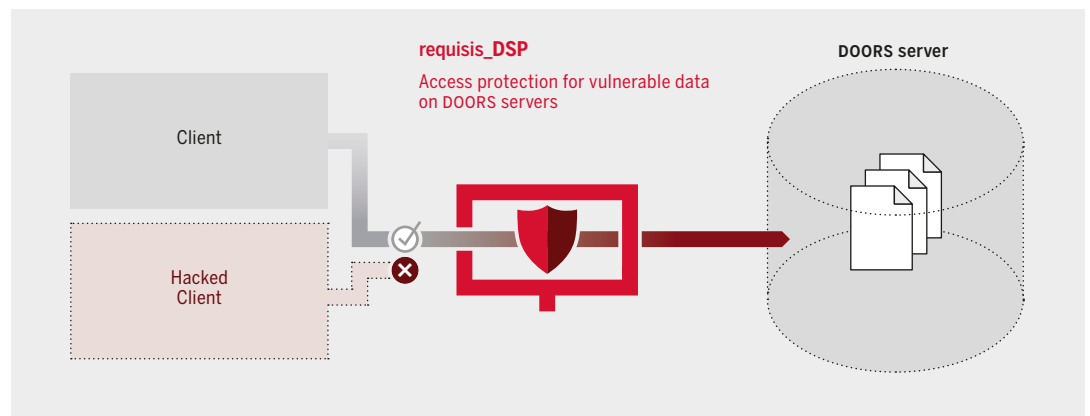 requisis_DSP
Access protection for vulnerable data
on DOORS servers
DOORS server
Client
Hacked
Client